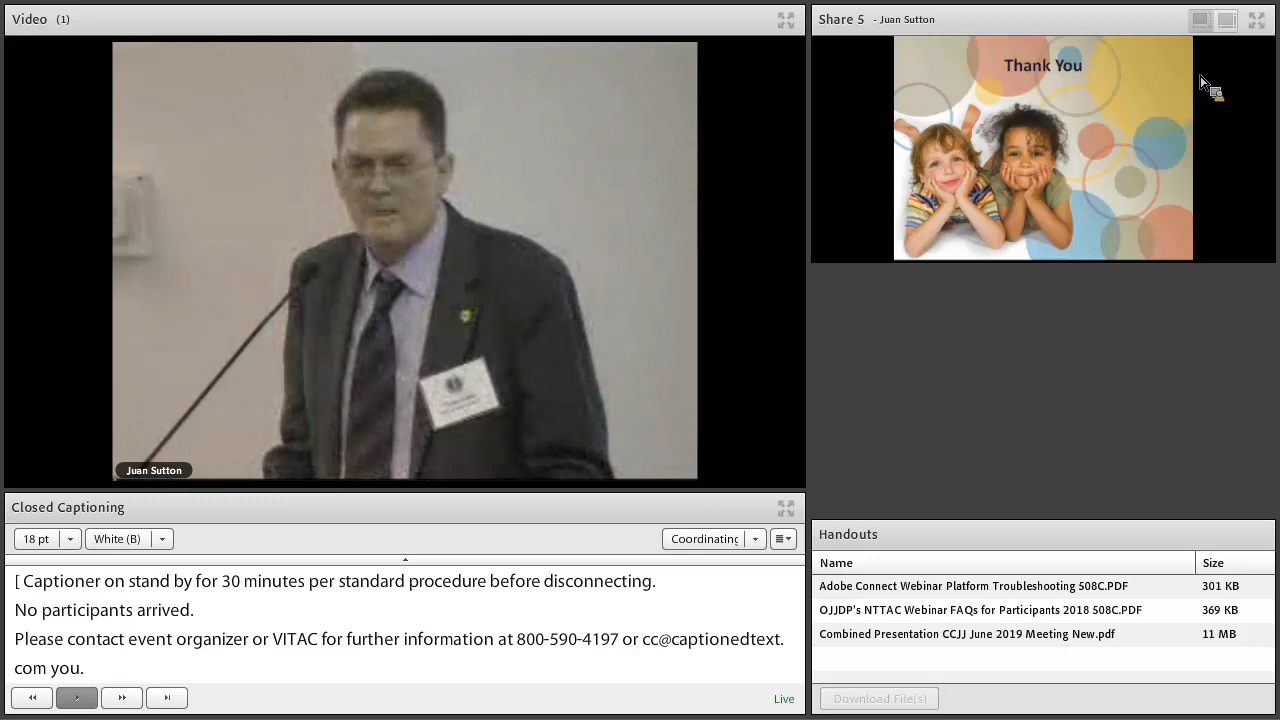 Video (1)
Share 5 - Juan Sutton
Thank You
Juan Sutton
Closed Captioning
18 pt
White (B)
Coordinating
[ Captioner on stand by for 30 minutes per standard procedure before disconnecting.
No participants arrived.
Please contact event organizer or VITAC for further information at 800-590-4197 or cc@captionedtext.
com you.
Live
Handouts
Name Size
Adobe Connect Webinar Platform Troubleshooting 508C.PDF 301 KB
OJJDP's NTTAC Webinar FAQs for Participants 2018 508C.PDF 369 KB
Combined Presentation CCJJ June 2019 Meeting New.pdf 11 MB
Download File(s)